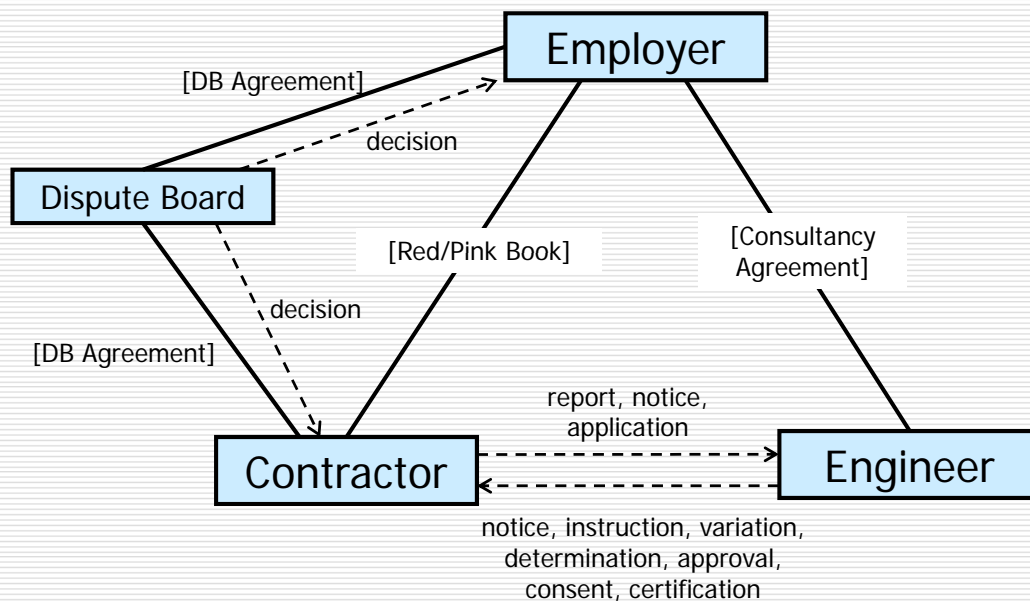 Employer
[DB Agreement]
decision
Dispute Board
[Red/Pink Book]
[Consultancy
Agreement]
decision
[DB Agreement]
report, notice,
application
Contractor
Engineer
notice, instruction, variation,
determination, approval,
consent, certification